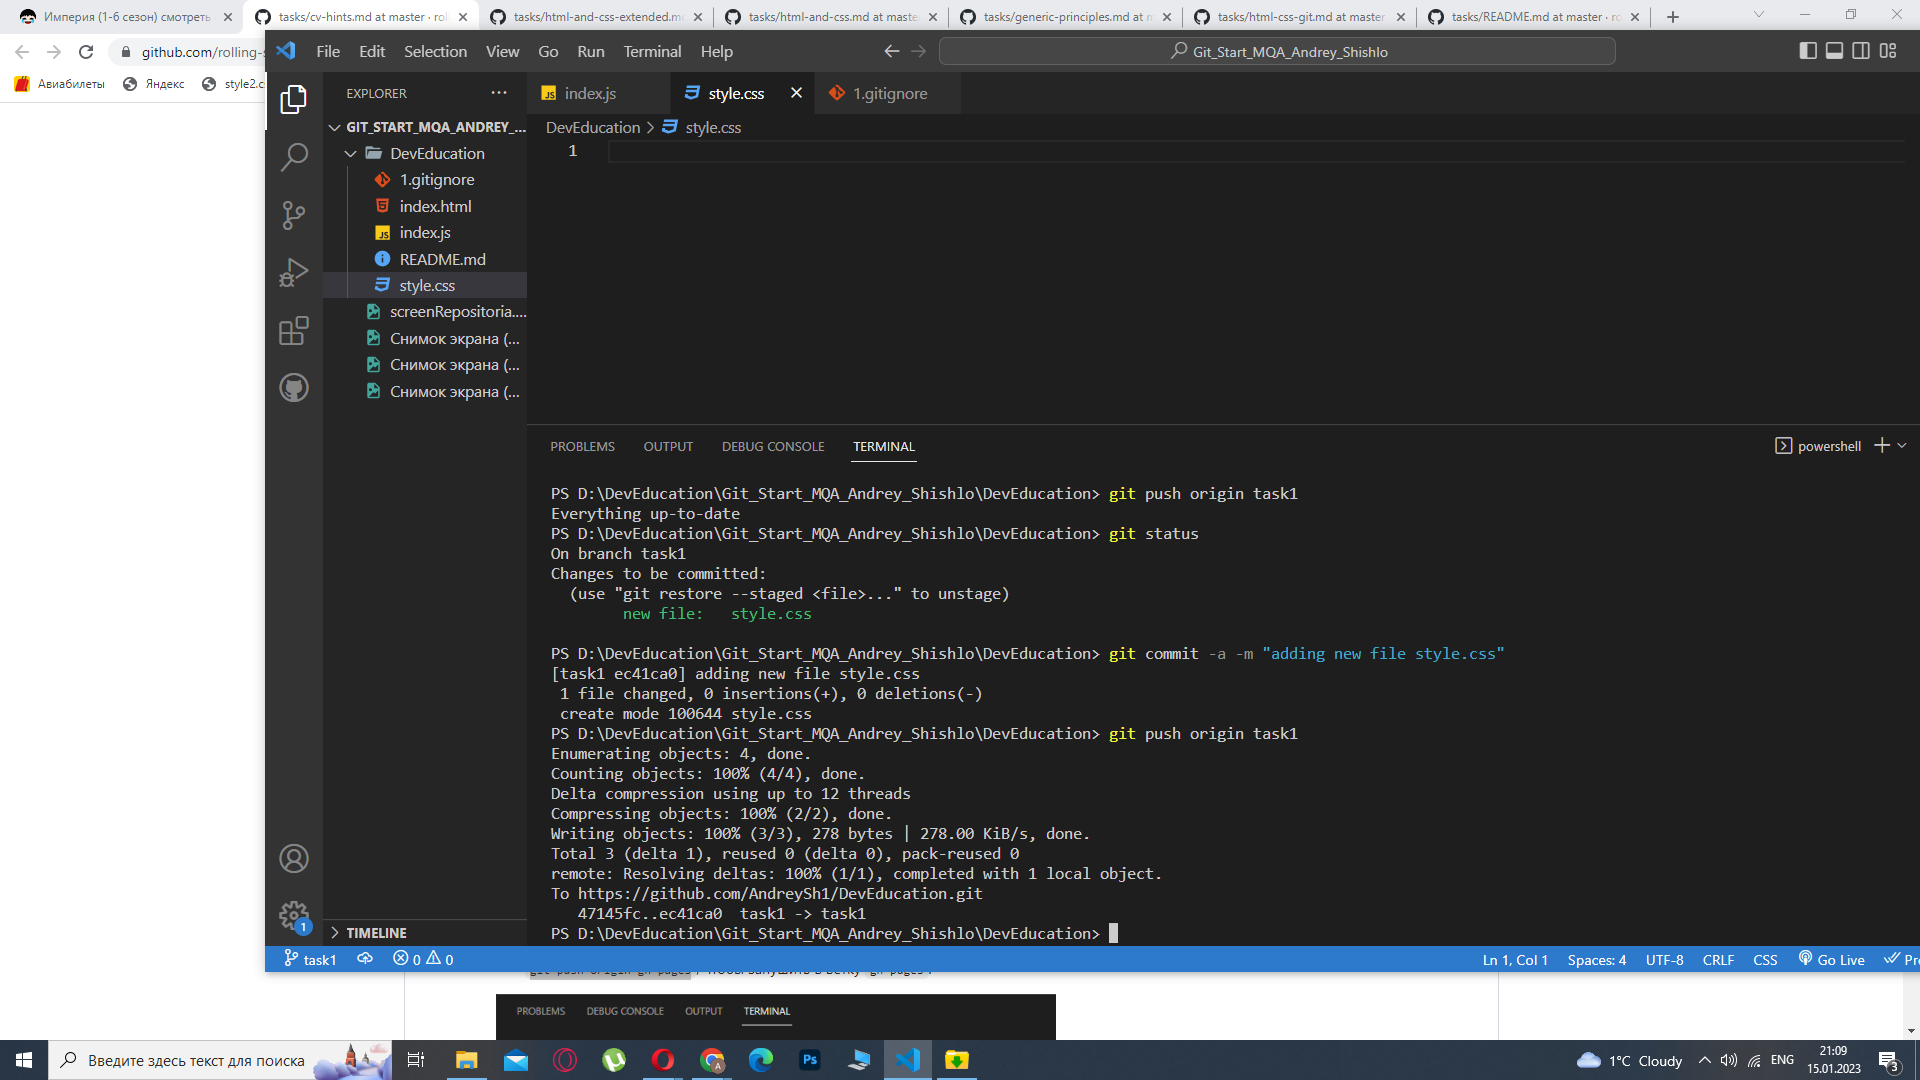 Империя (1-6 сезон) смотреть
tasks/cv-hints.md at master · rol
tasks/html-and-css-extended.m
tasks/html-and-css.md at maste
tasks/generic-principles.md at m
tasks/html-css-git.md at master
tasks/README.md at master · ro
github.com/rolling-s
Авиабилеты
Яндекс
style2.c
File Edit Selection View Go Run Terminal Help
Git_Start_MQA_Andrey_Shishlo
EXPLORER
GIT_START_MQA_ANDREY_...
DevEducation
1.gitignore
index.html
index.js
README.md
style.css
screenRepositoria....
Снимок экрана (...
Снимок экрана (...
Снимок экрана (...
TIMELINE
1
index.js
style.css
1.gitignore
DevEducation > style.css
1
PROBLEMS OUTPUT DEBUG CONSOLE TERMINAL
powershell
PS D:\DevEducation\Git_Start_MQA_Andrey_Shishlo\DevEducation> git push origin task1
Everything up-to-date
PS D:\DevEducation\Git_Start_MQA_Andrey_Shishlo\DevEducation> git status
On branch task1
Changes to be committed:
(use "git restore --staged <file>..." to unstage)
new file: style.css
PS D:\DevEducation\Git_Start_MQA_Andrey_Shishlo\DevEducation> git commit -a -m "adding new file style.css"
[task1 ec41ca0] adding new file style.css
1 file changed, 0 insertions(+), 0 deletions(-)
create mode 100644 style.css
PS D:\DevEducation\Git_Start_MQA_Andrey_Shishlo\DevEducation> git push origin task1
Enumerating objects: 4, done.
Counting objects: 100% (4/4), done.
Delta compression using up to 12 threads
Compressing objects: 100% (2/2), done.
Writing objects: 100% (3/3), 278 bytes | 278.00 KiB/s, done.
Total 3 (delta 1), reused 0 (delta 0), pack-reused 0
remote: Resolving deltas: 100% (1/1), completed with 1 local object.
To https://github.com/AndreySh1/DevEducation.git
47145fc..ec41ca0 task1 -> task1
PS D:\DevEducation\Git_Start_MQA_Andrey_Shishlo\DevEducation>
task1 0 0
Ln 1, Col 1 Spaces: 4 UTF-8 CRLF CSS Go Live Pre
PROBLEMS DEBUG CONSOLE OUTPUT TERMINAL
Введите здесь текст для поиска
1°C Cloudy
ENG
21:09
15.01.2023
3